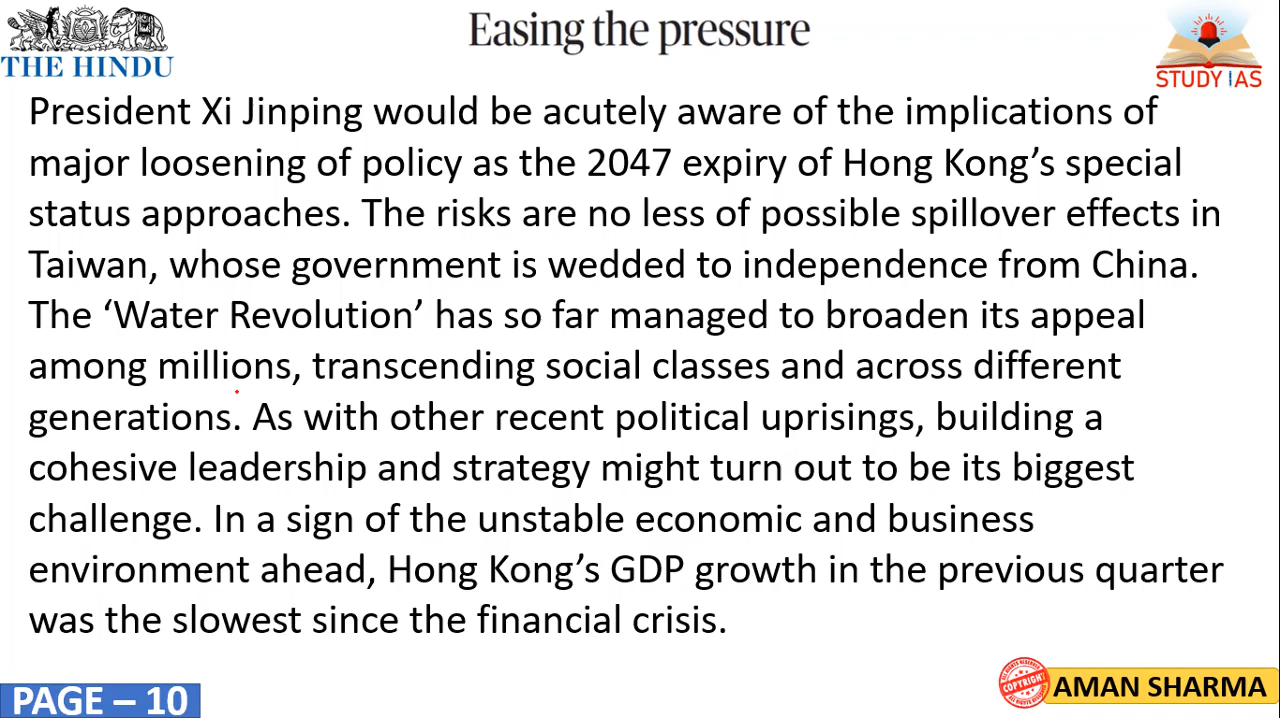 Easing the pressure
THE HINDU
STUDY IAS
President Xi Jinping would be acutely aware of the implications of
major loosening of policy as the 2047 expiry of Hong Kong’s special
status approaches. The risks are no less of possible spillover effects in
Taiwan, whose government is wedded to independence from China.
The ‘Water Revolution’ has so far managed to broaden its appeal
among millions, transcending social classes and across different
generations. As with other recent political uprisings, building a
cohesive leadership and strategy might turn out to be its biggest
challenge. In a sign of the unstable economic and business
environment ahead, Hong Kong’s GDP growth in the previous quarter
was the slowest since the financial crisis.
PAGE – 10
COPYRIGHT
AMAN SHARMA